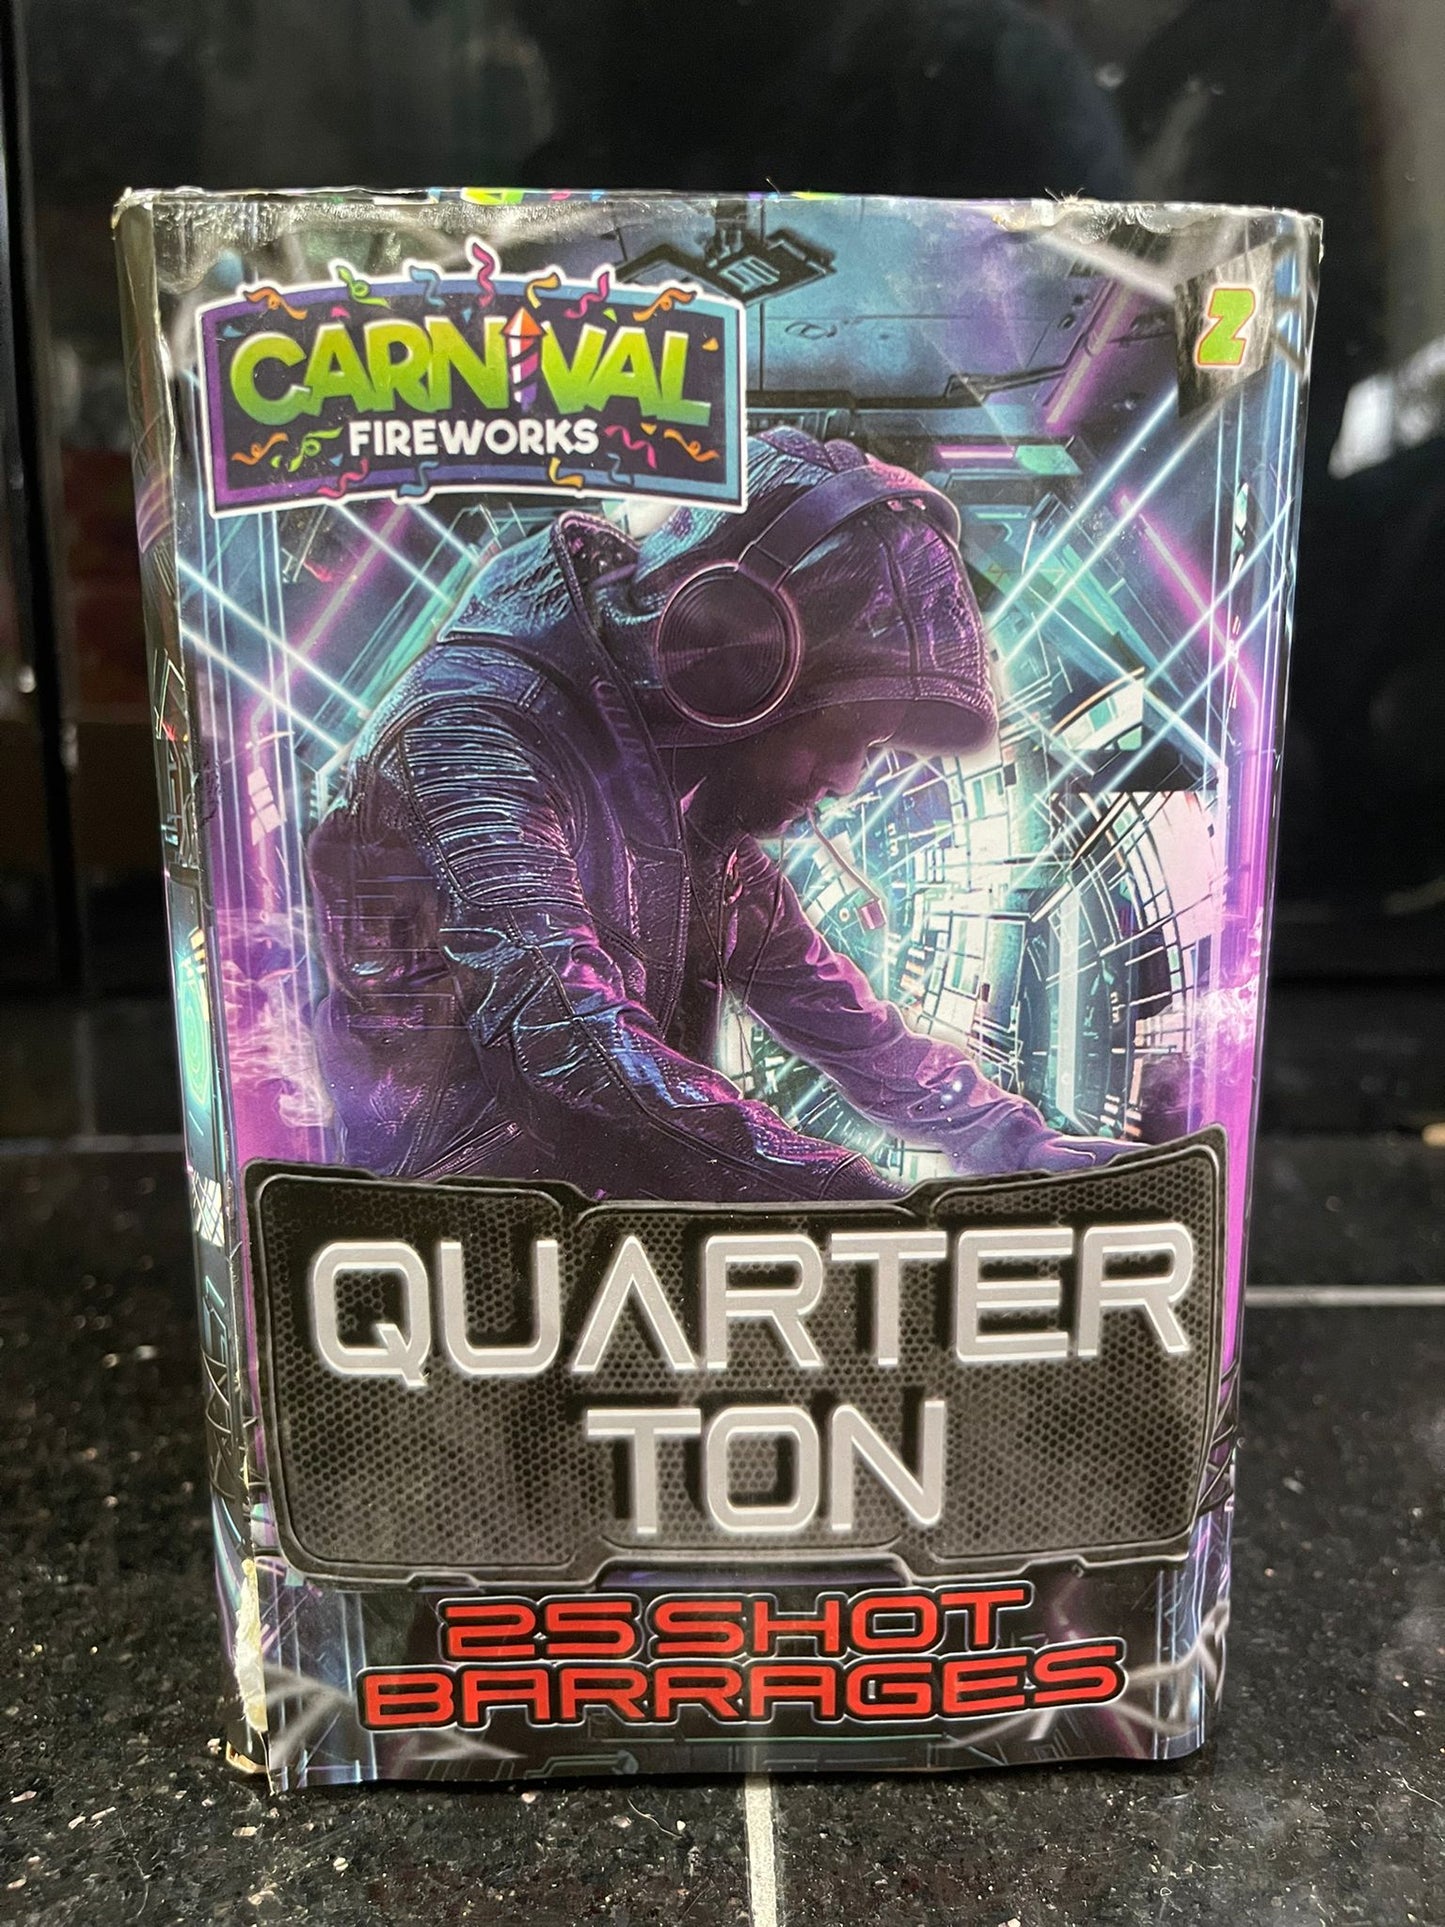 CARNIVAL
FIREWORKS
2
QUARTER
TON
25 SHOT
BARRAGES